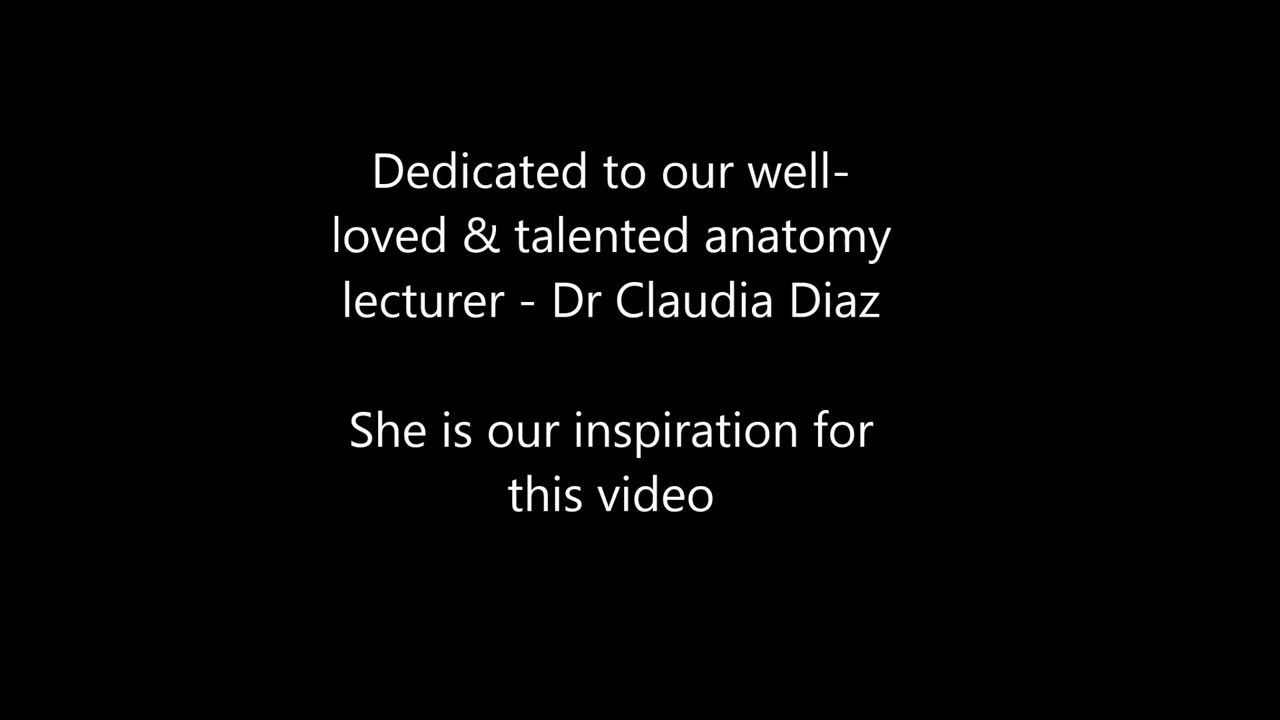 Dedicated to our well-
loved & talented anatomy
lecturer - Dr Claudia Diaz
She is our inspiration for
this video